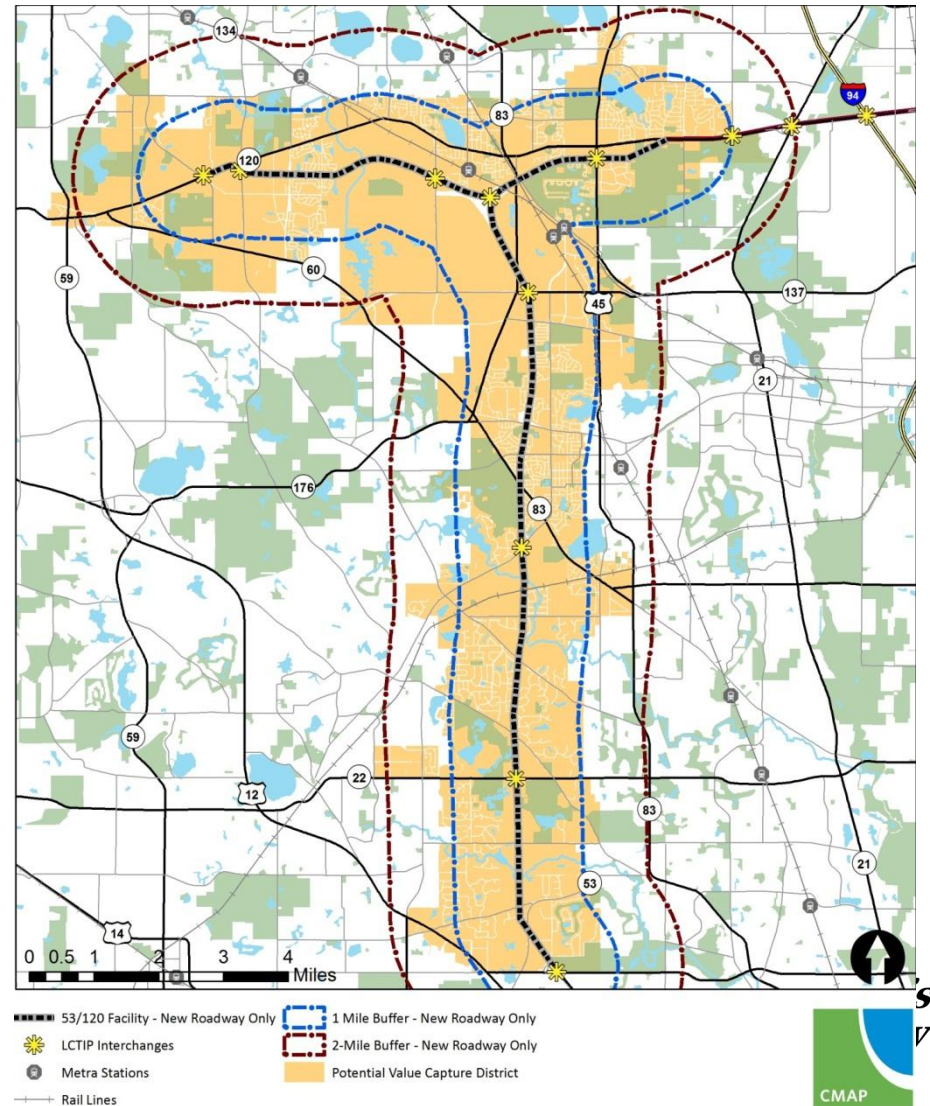 134
94
83
120
59
60
45
137
21
176
83
59
12
22
83
21
53
14
0 0.5 1 2 3 4
Miles
53/120 Facility - New Roadway Only
1 Mile Buffer - New Roadway Only
LCTIP Interchanges
2-Mile Buffer - New Roadway Only
Metra Stations
Potential Value Capture District
Rail Lines
CMAP
s
y